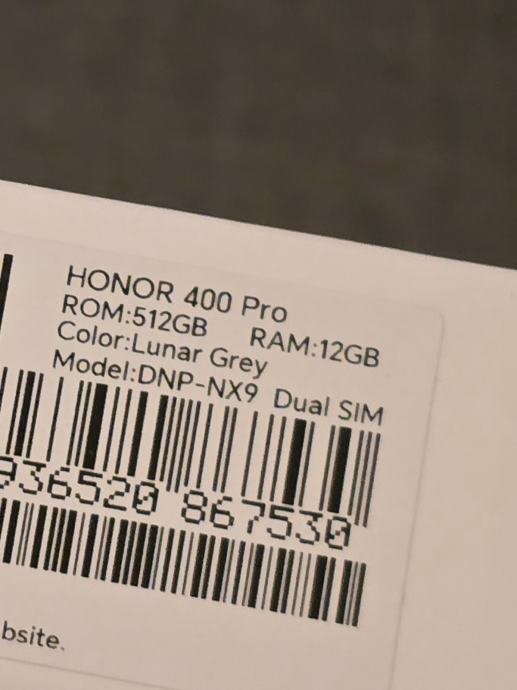 HONOR 400 Pro
ROM:512GB RAM:12GB
Color:Lunar Grey
Model:DNP-NX9 Dual SIM
936520 867530
bsite.